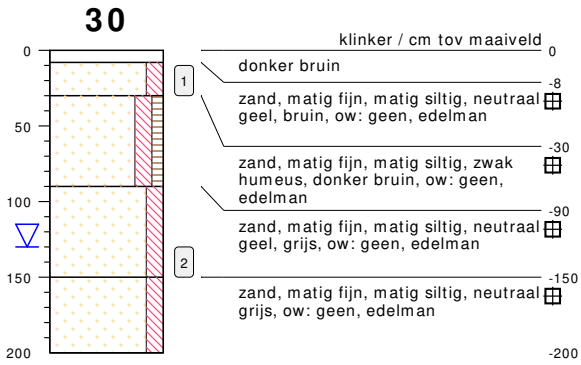 30
klinker / cm tov maaiveld
0
0
donker bruin
-8
1
zand, matig fijn, matig siltig, neutraal
geel, bruin, ow: geen, edelman
50
-30
zand, matig fijn, matig siltig, zwak
humeus, donker bruin, ow: geen,
edelman
100
-90
zand, matig fijn, matig siltig, neutraal
geel, grijs, ow: geen, edelman
2
150
-150
zand, matig fijn, matig siltig, neutraal
grijs, ow: geen, edelman
200
-200